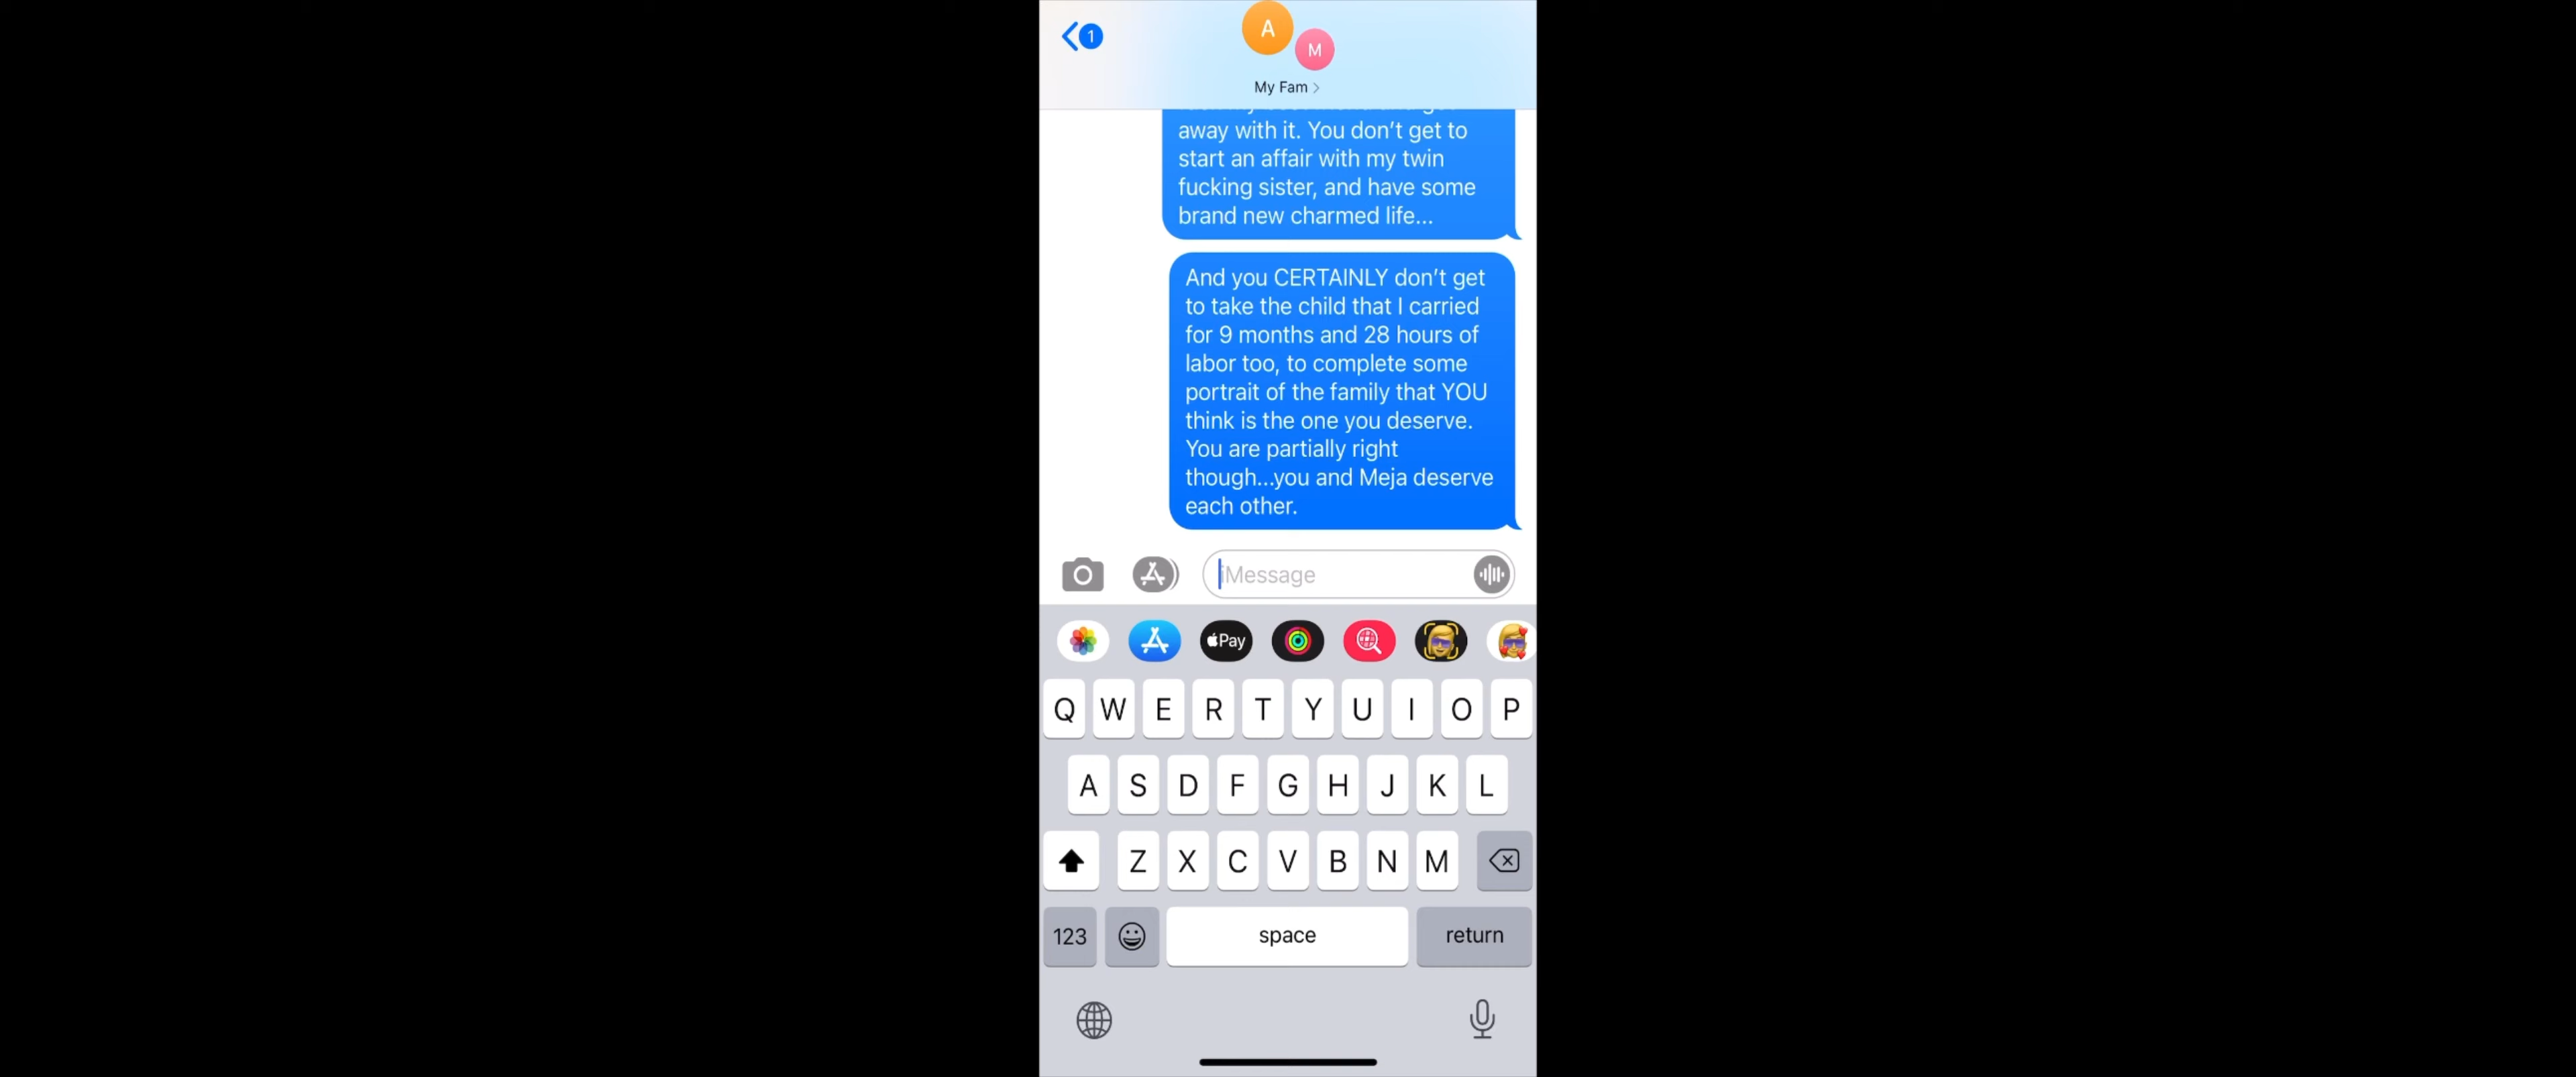 1
A
M
My Fam
away with it. You don't get to
start an affair with my twin
fucking sister, and have some
brand new charmed life...
And you CERTAINLY don't get
to take the child that I carried
for 9 months and 28 hours of
labor too, to complete some
portrait of the family that YOU
think is the one you deserve.
You are partially right
though...you and Meja deserve
each other.
iMessage
Pay
Q W E R T Y U I O P
A S D F G H J K L
Z X C V B N M
123 space return